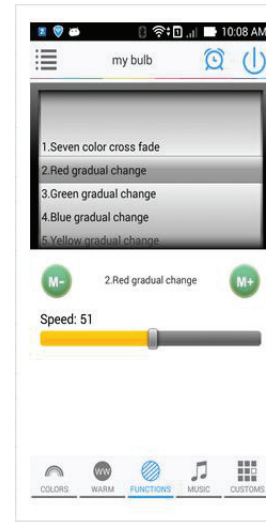 10:08 AM
my bulb
1.Seven color cross fade
2.Red gradual change
3.Green gradual change
4.Blue gradual change
5.Yellow gradual change
M- 2.Red gradual change M+
Speed: 51
WW
COLORS WARM FUNCTIONS MUSIC CUSTOMS